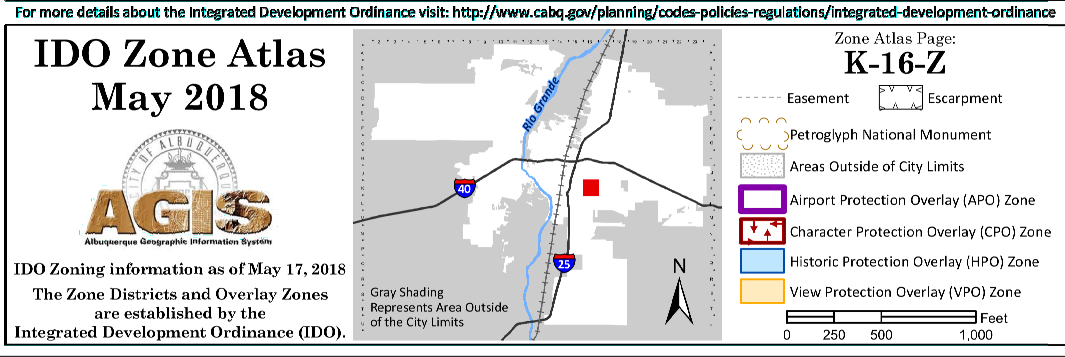 For more details about the Integrated Development Ordinance visit: http://www.cabq.gov/planning/codes-policies-regulations/integrated-development-ordinance
IDO Zone Atlas
May 2018
CITY OF ALBUQUERQUE
AGIS
Albuquerque Geographic Information System
IDO Zoning information as of May 17, 2018
The Zone Districts and Overlay Zones
are established by the
Integrated Development Ordinance (IDO).
Rio Grande
40
25
N
Gray Shading
Represents Area Outside
of the City Limits
Zone Atlas Page:
K-16-Z
Easement
Escarpment
Petroglyph National Monument
Areas Outside of City Limits
Airport Protection Overlay (APO) Zone
Character Protection Overlay (CPO) Zone
Historic Protection Overlay (HPO) Zone
View Protection Overlay (VPO) Zone
Feet
0 250 500 1,000